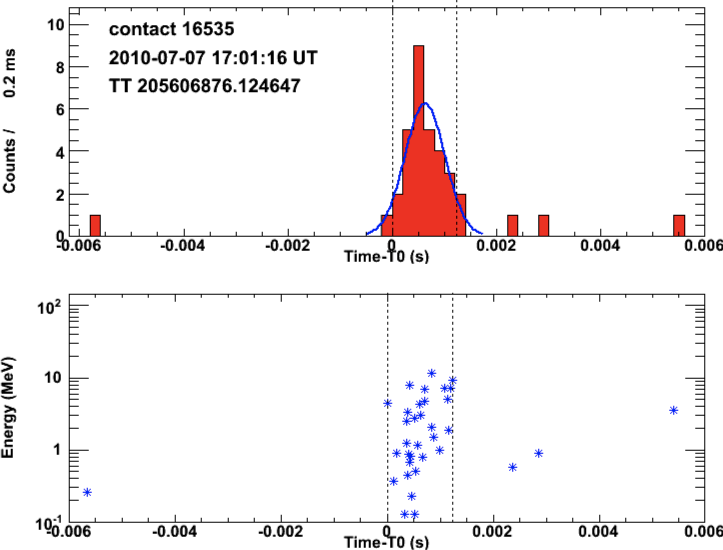 10
8
6
4
2
0
Counts / 0.2 ms
contact 16535
2010-07-07 17:01:16 UT
TT 205606876.124647
-0.006 -0.004 -0.002 0 0.002 0.004 0.006
Time-T0 (s)
10²
10
1
10⁻¹
Energy (MeV)
-0.006 -0.004 -0.002 0 0.002 0.004 0.006
Time-T0 (s)